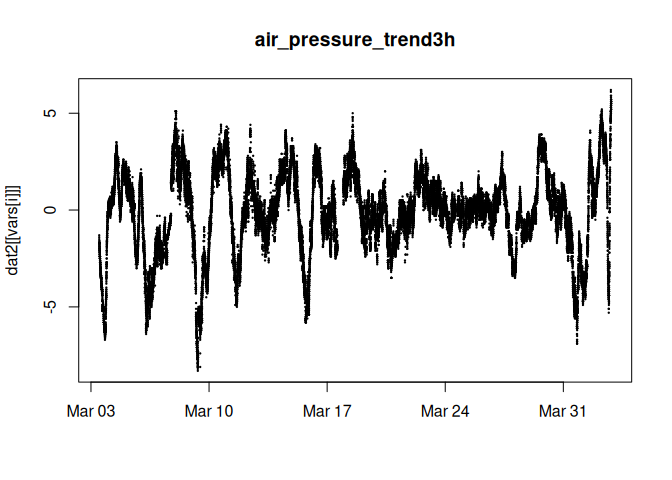 air_pressure_trend3h
dat2[[vars[i]]]
5
0
-5
Mar 03
Mar 10
Mar 17
Mar 24
Mar 31